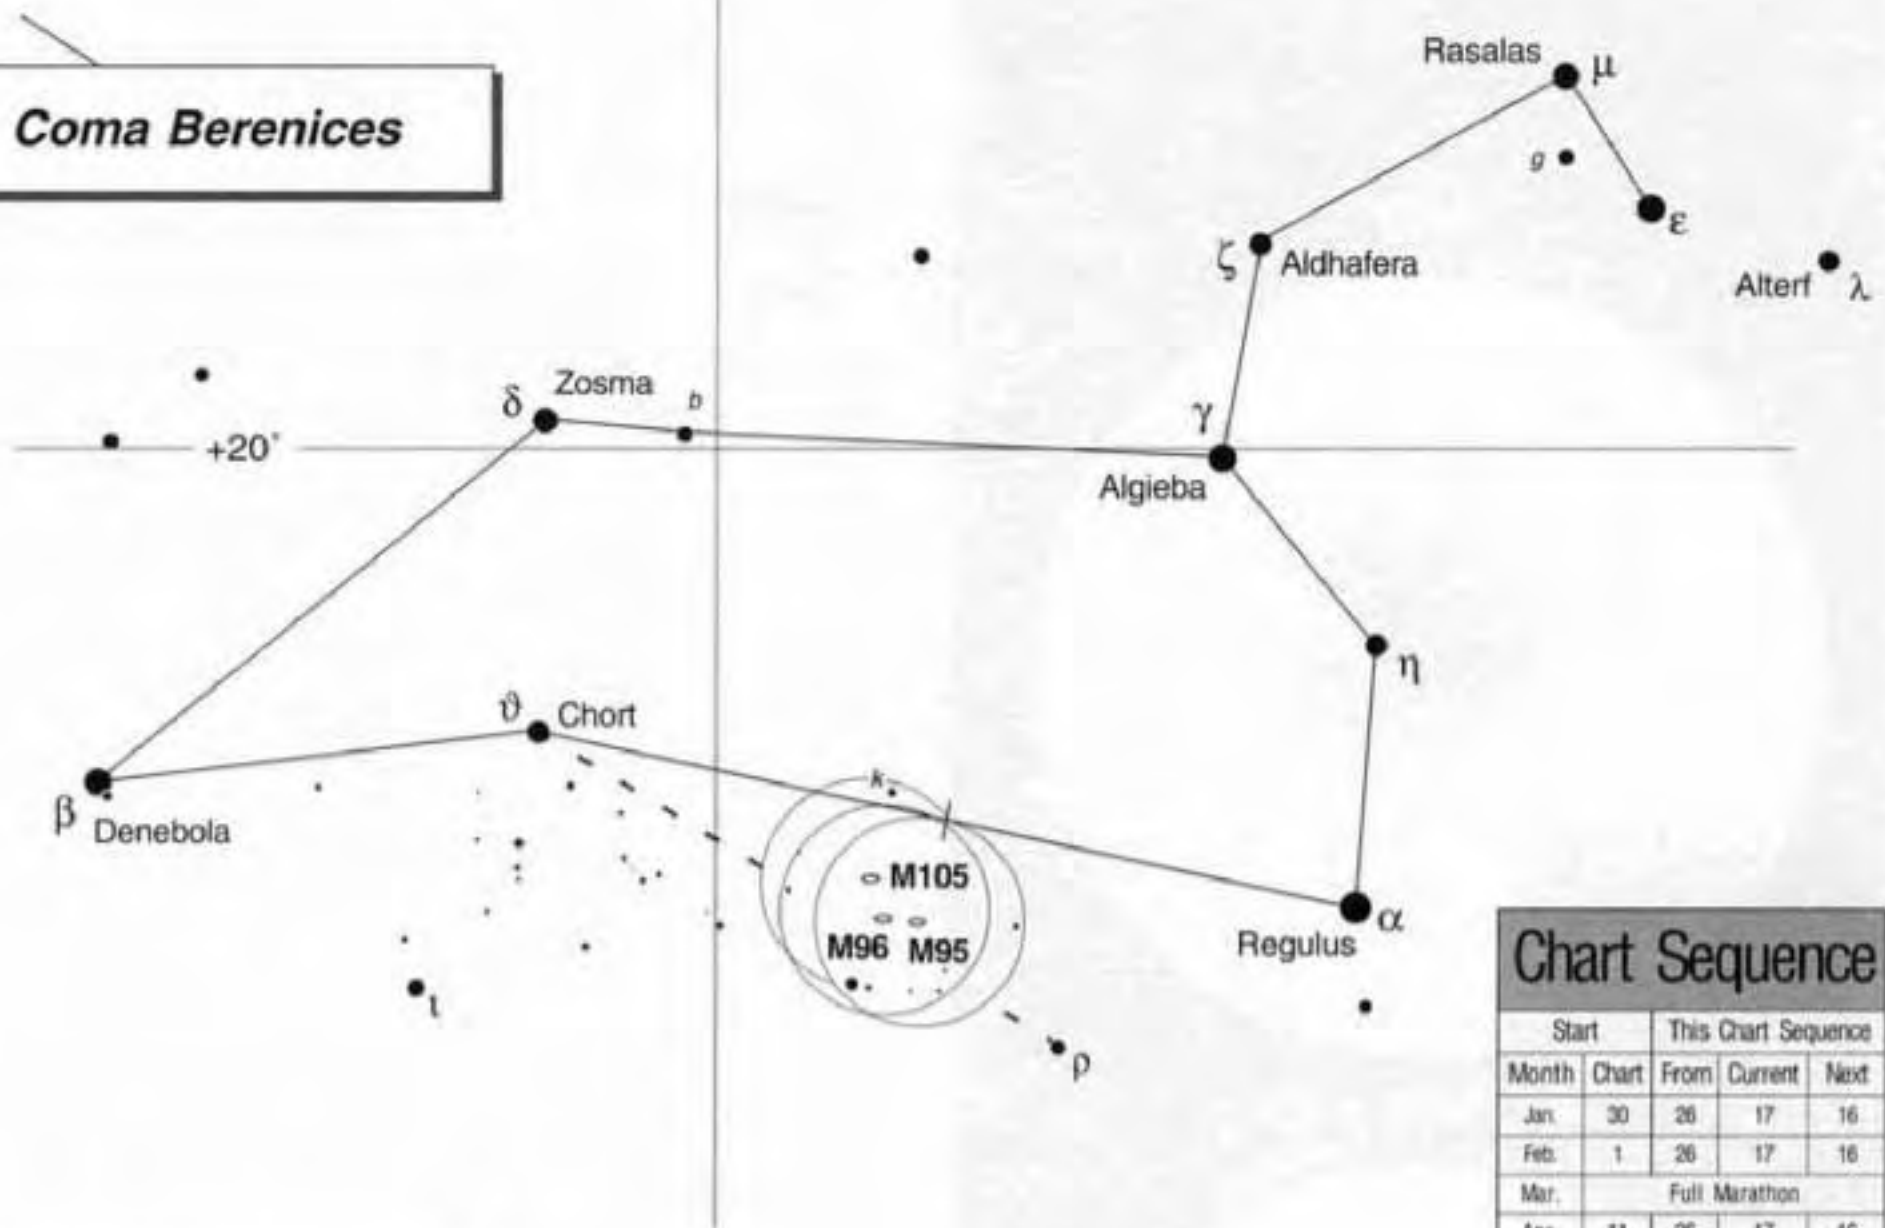 Rasalas μ
Coma Berenices
g
ε
ζ Aldhafera
Alterf λ
δ Zosma b
γ
+20°
Algieba
η
ϑ Chort
k
β Denebola
M105
α
Regulus
M96 M95
ι
ρ
Chart Sequence
Start This Chart Sequence
Month Chart From Current Next
Jan. 30 26 17 16
Feb. 1 26 17 16
Mar. Full Marathon